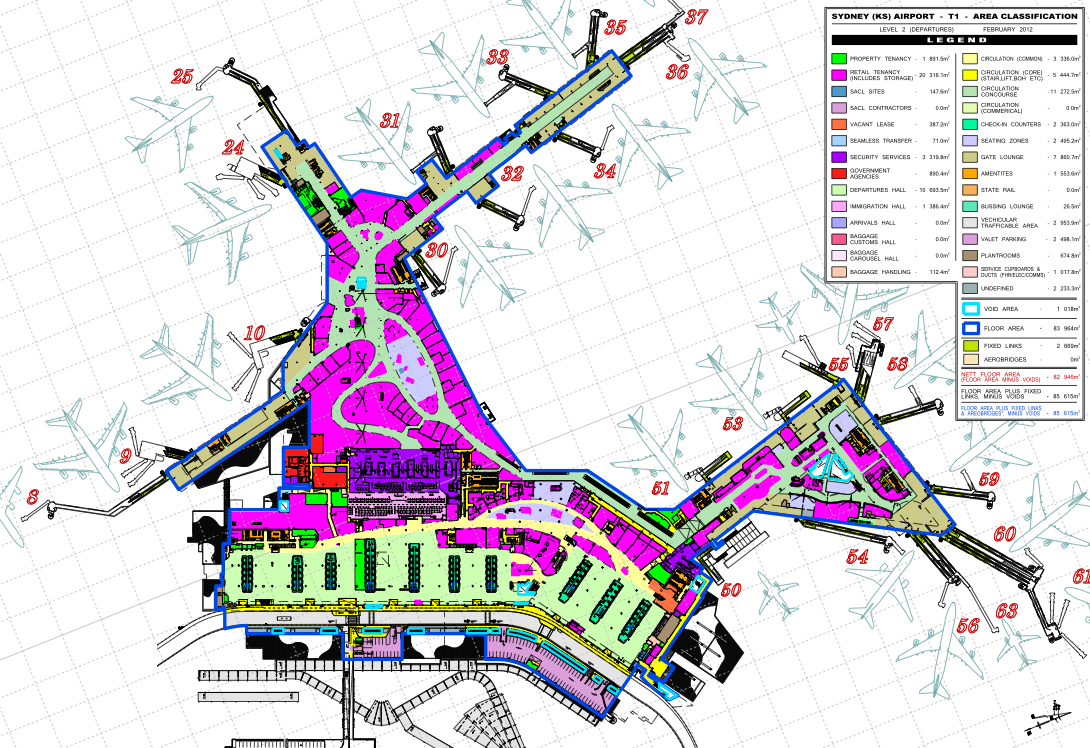 SYDNEY (KS) AIRPORT - T1 - AREA CLASSIFICATION
LEVEL 2 (DEPARTURES) FEBRUARY 2012
LEGEND
PROPERTY TENANCY - 1 891.5m²
RETAIL TENANCY
(INCLUDES STORAGE) - 20 316.1m²
SACL SITES 147.6m²
SACL CONTRACTORS - 0.0m²
VACANT LEASE 387.2m²
SEAMLESS TRANSFER - 71.0m²
SECURITY SERVICES - 3 319.8m²
GOVERNMENT
AGENCIES 890.4m²
DEPARTURES HALL - 10 693.5m²
IMMIGRATION HALL - 1 386.4m²
ARRIVALS HALL 0.0m²
BAGGAGE
CUSTOMS HALL 0.0m²
BAGGAGE
CAROUSEL HALL 0.0m²
BAGGAGE HANDLING - 112.4m²
CIRCULATION (COMMON) - 3 338.0m²
CIRCULATION (CORE)
(STAIR,LIFT,BOH ETC) - 5 444.7m²
CIRCULATION
CONCOURSE -11 272.5m²
CIRCULATION
(COMMERICAL) 0.0m²
CHECK-IN COUNTERS - 2 363.0m²
SEATING ZONES - 2 495.2m²
GATE LOUNGE 7 860.7m²
AMENTITES - 1 553.6m²
STATE RAIL 0.0m²
BUSSING LOUNGE 26.5m²
VECHICULAR
TRAFFICABLE AREA - 2 953.9m²
VALET PARKING - 2 498.1m²
PLANTROOMS 674.8m²
SERVICE CUPBOARDS &
DUCTS (FHR/ELEC/COMMS) - 1 017.8m²
UNDEFINED - 2 233.3m²
VOID AREA - 1 018m²
FLOOR AREA - 83 964m²
FIXED LINKS - 2 669m²
AEROBRIDGES 0m²
NETT FLOOR AREA
(FLOOR AREA MINUS VOIDS) - 82 946m²
FLOOR AREA PLUS FIXED
LINKS, MINUS VOIDS - 85 615m²
FLOOR AREA PLUS FIXED LINKS
& AREOBRIDGES", MINUS VOIDS - 85 615m²
37
35
36
33
25
31
24
34
32
30
10
57
55
58
53
9
8
51
59
54
60
50
61
63
56